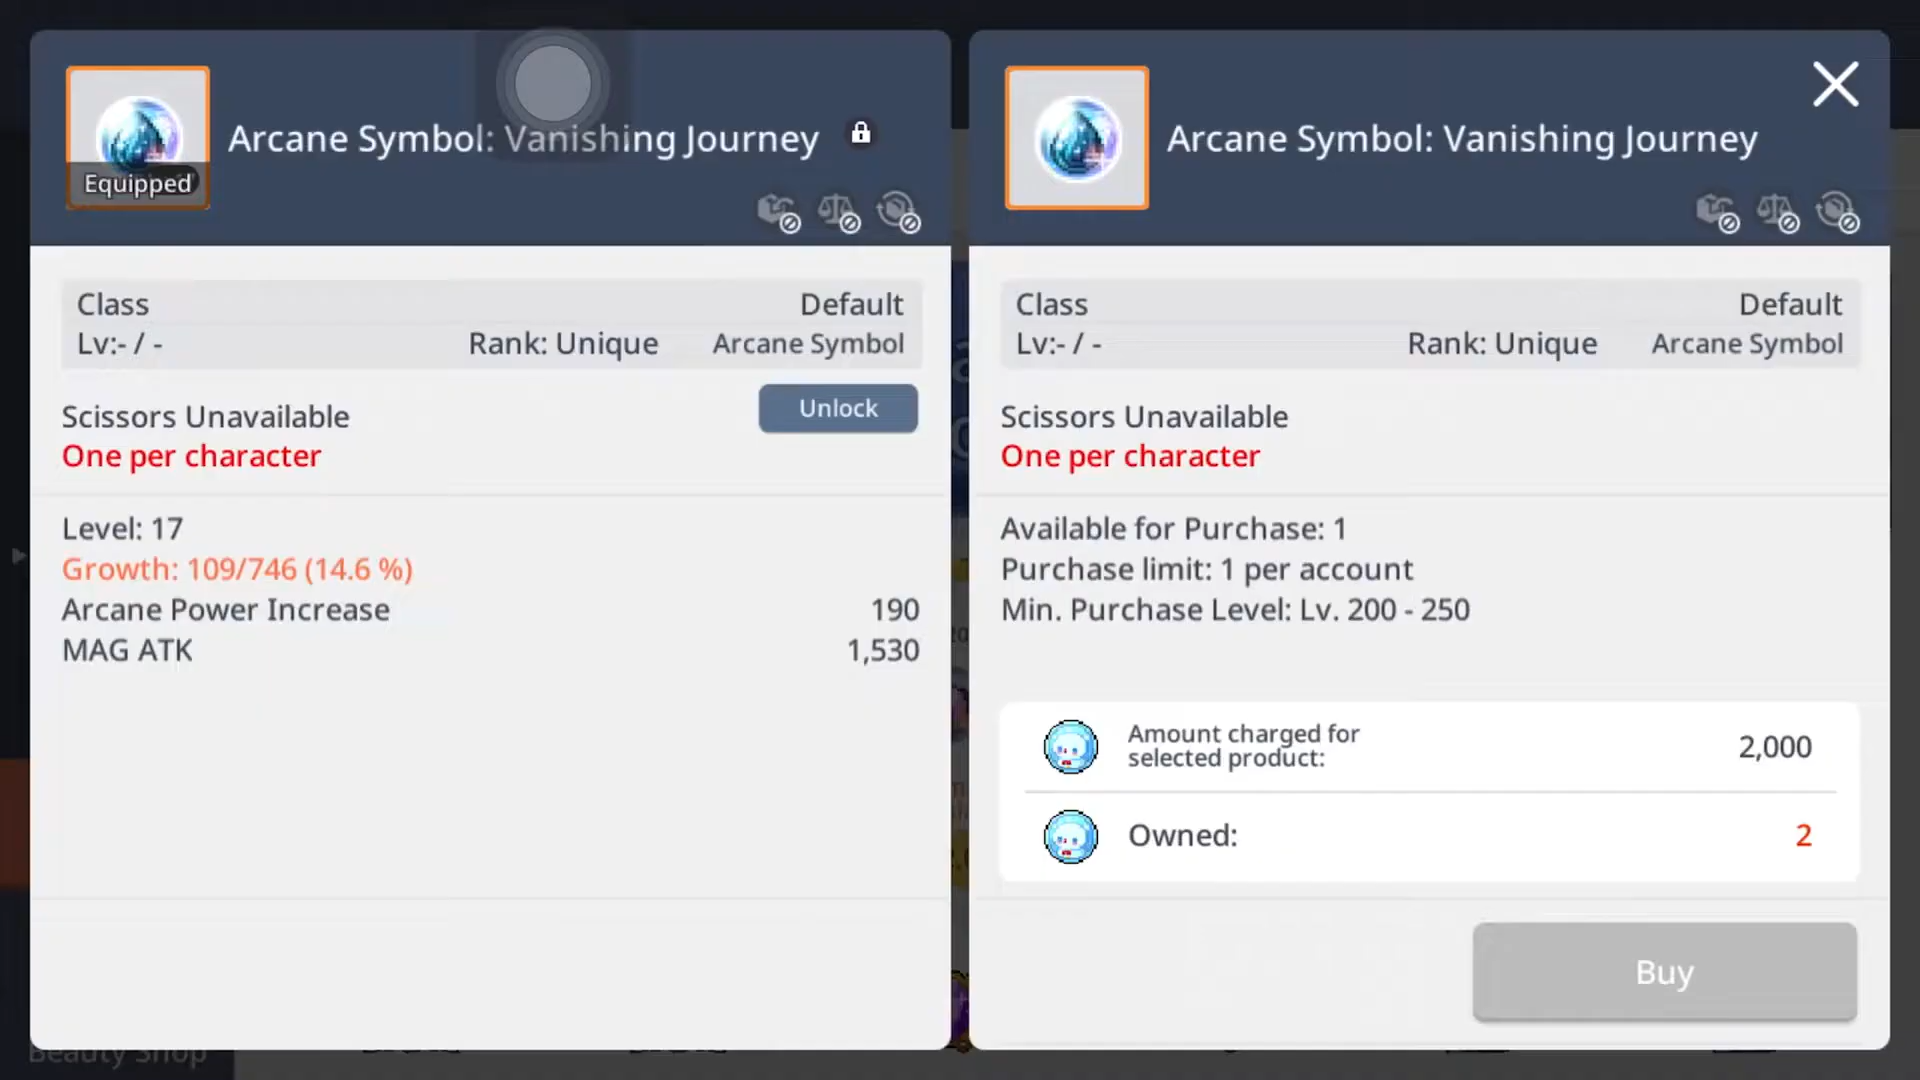 Arcane Symbol: Vanishing Journey
Equipped
Class Default
Lv:- / - Rank: Unique Arcane Symbol
Scissors Unavailable
Unlock
One per character
Level: 17
Growth: 109/746 (14.6 %)
Arcane Power Increase 190
MAG ATK 1,530
Arcane Symbol: Vanishing Journey
Class Default
Lv:- / - Rank: Unique Arcane Symbol
Scissors Unavailable
One per character
Available for Purchase: 1
Purchase limit: 1 per account
Min. Purchase Level: Lv. 200 - 250
Amount charged for
selected product: 2,000
Owned: 2
Buy
Beauty Shop